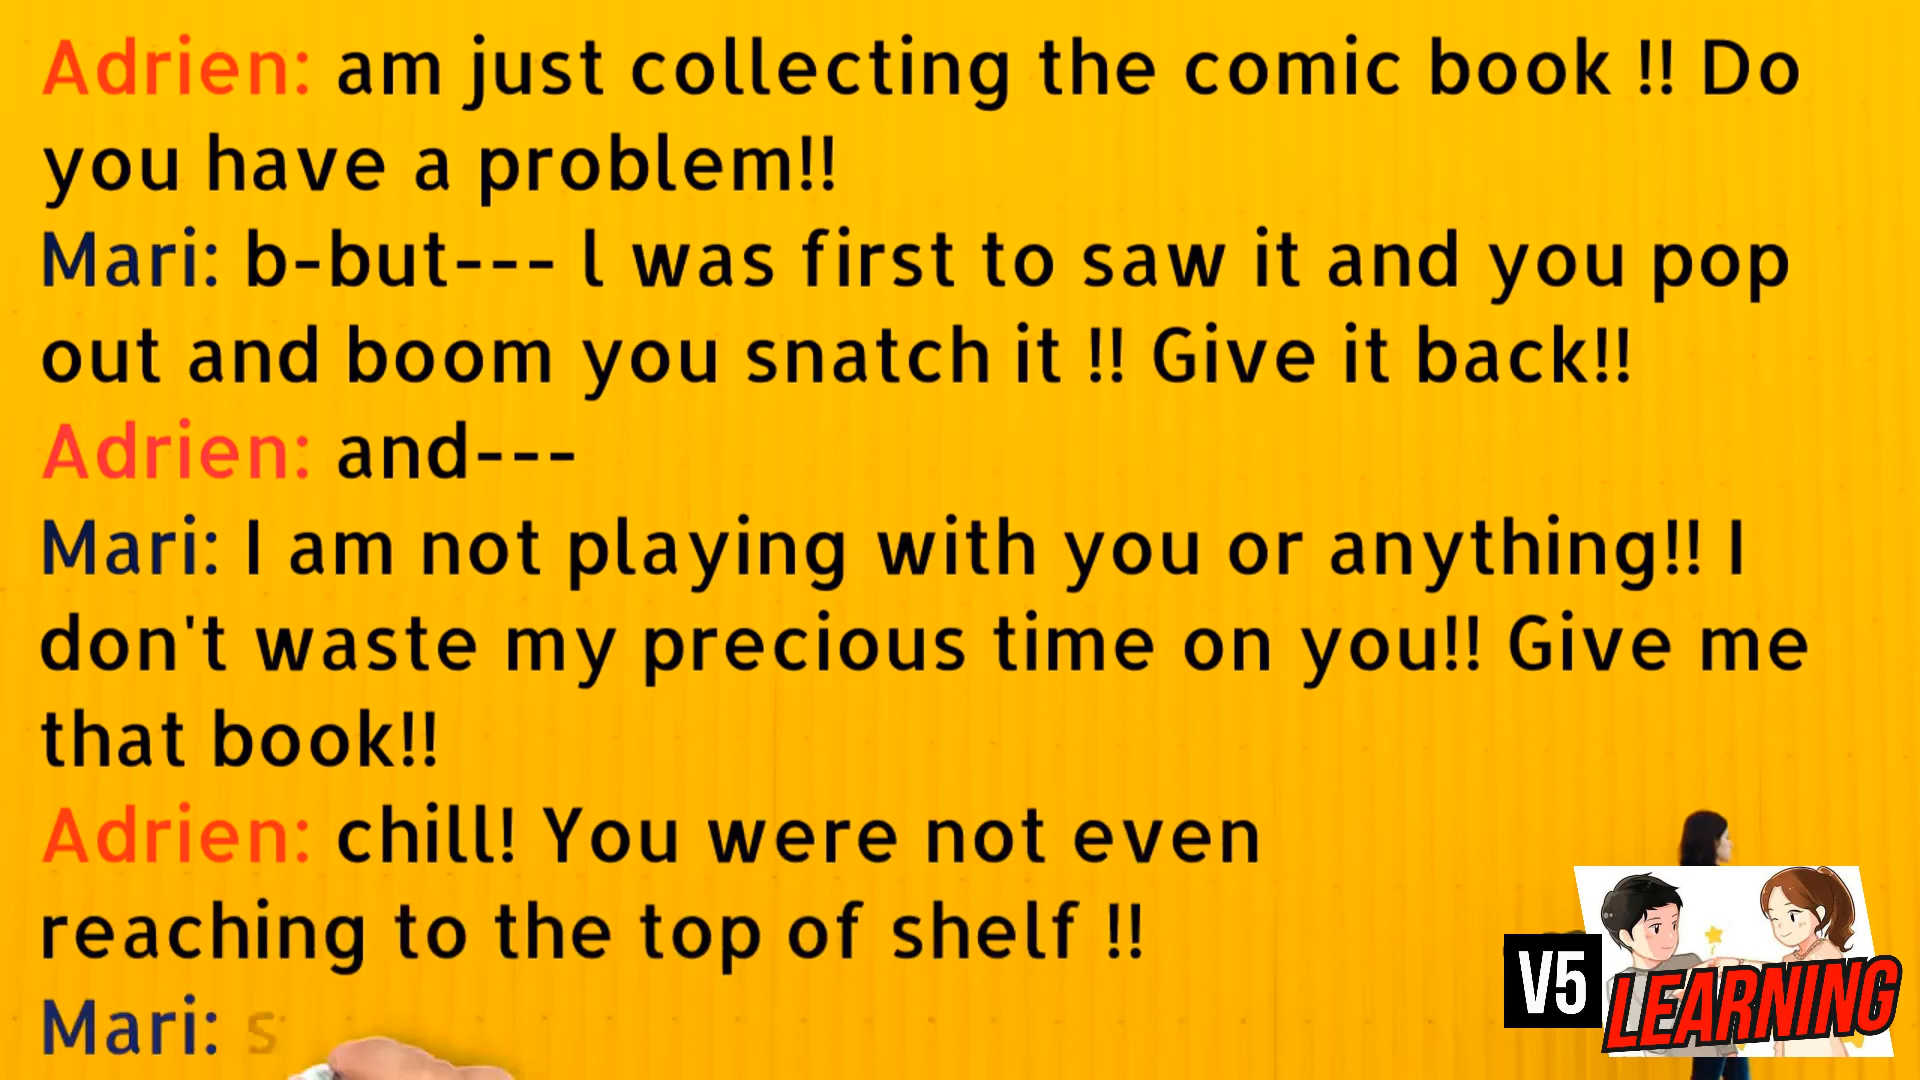 Adrien: am just collecting the comic book !! Do
you have a problem!!
Mari: b-but--- l was first to saw it and you pop
out and boom you snatch it !! Give it back!!
Adrien: and---
Mari: I am not playing with you or anything!! I
don't waste my precious time on you!! Give me
that book!!
Adrien: chill! You were not even
reaching to the top of shelf !!
Mari: s
V5
LEARNING